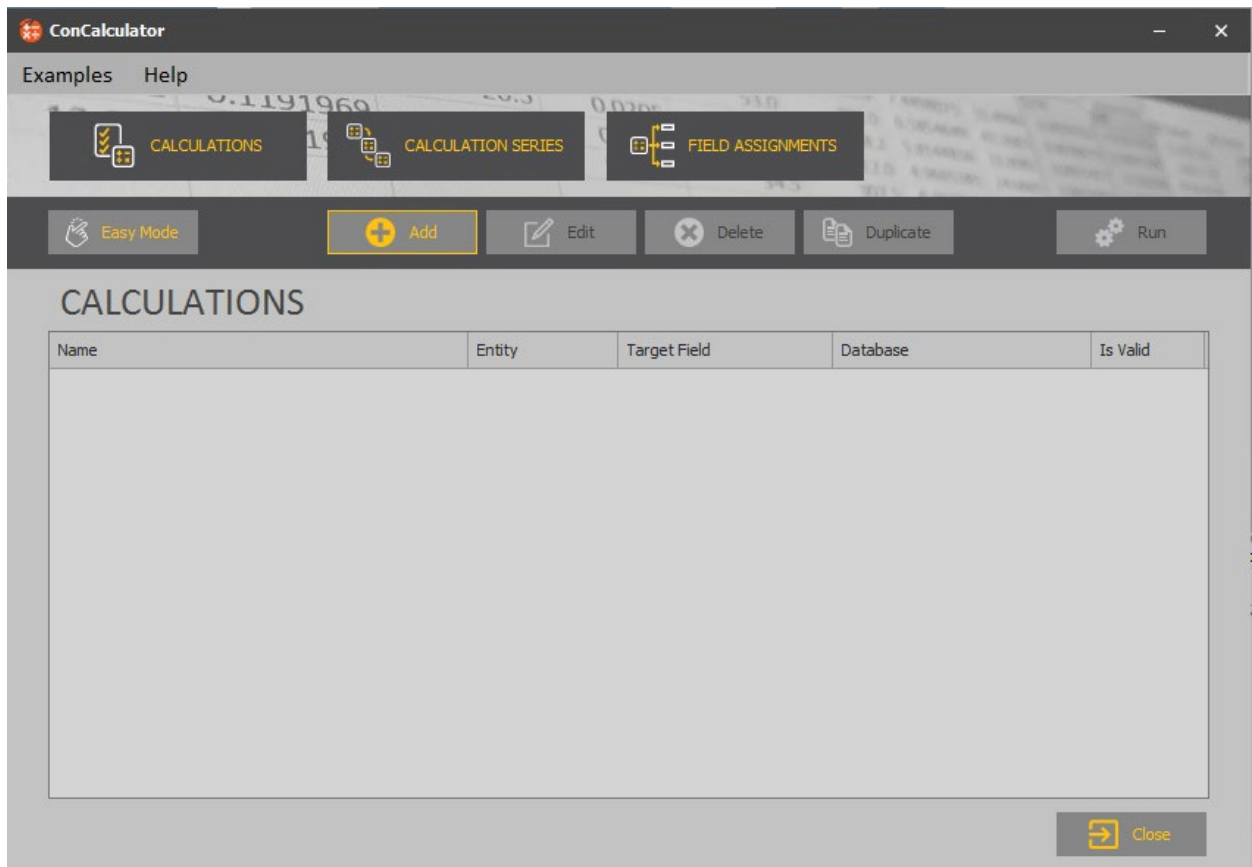 ConCalculator
Examples Help
CALCULATIONS CALCULATION SERIES FIELD ASSIGNMENTS
Easy Mode Add Edit Delete Duplicate Run
CALCULATIONS
Name Entity Target Field Database Is Valid
Close